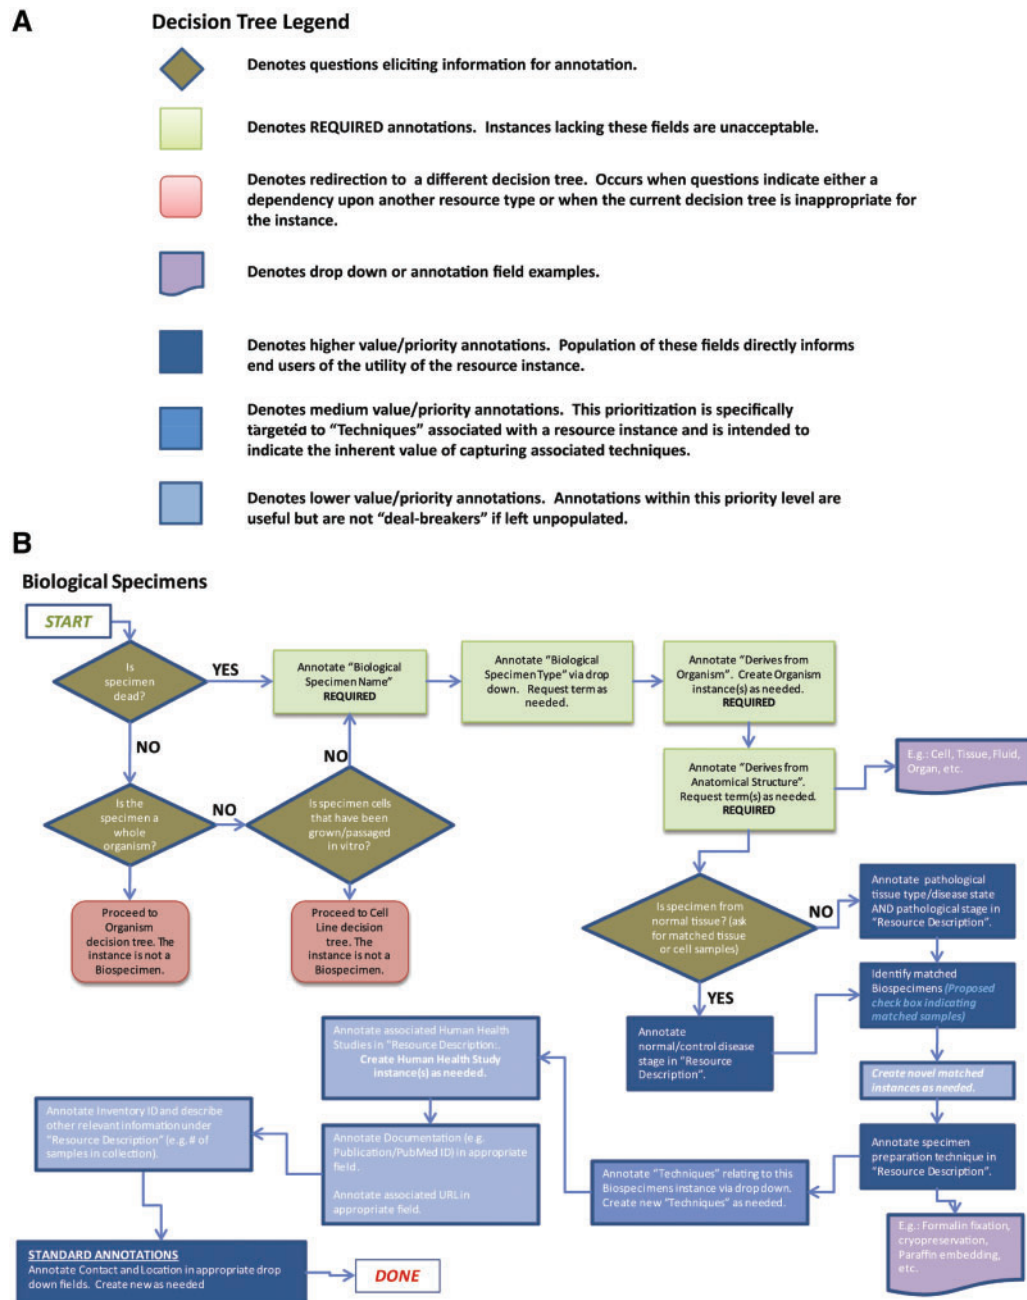 A
Decision Tree Legend
Denotes questions eliciting information for annotation.
Denotes REQUIRED annotations. Instances lacking these fields are unacceptable.
Denotes redirection to a different decision tree. Occurs when questions indicate either a
dependency upon another resource type or when the current decision tree is inappropriate for
the instance.
Denotes drop down or annotation field examples.
Denotes higher value/priority annotations. Population of these fields directly informs
end users of the utility of the resource instance.
Denotes medium value/priority annotations. This prioritization is specifically
targeted to “Techniques” associated with a resource instance and is intended to
indicate the inherent value of capturing associated techniques.
Denotes lower value/priority annotations. Annotations within this priority level are
useful but are not “deal-breakers” if left unpopulated.
B
Biological Specimens
START
Is
specimen
dead?
YES
Annotate “Biological
Specimen Name”
REQUIRED
Annotate “Biological
Specimen Type” via drop
down. Request term as
needed.
Annotate “Derives from
Organism”. Create Organism
instance(s) as needed.
REQUIRED
NO
NO
Is the
specimen a
whole
organism?
NO
Is specimen cells
that have been
grown/passaged
in vitro?
Annotate “Derives from
Anatomical Structure”.
Request term(s) as needed.
REQUIRED
E.g.: Cell, Tissue, Fluid,
Organ, etc.
Proceed to
Organism
decision tree. The
instance is not a
Biospecimen.
Proceed to Cell
Line decision
tree. The
instance is not a
Biospecimen.
Is specimen from
normal tissue? (ask
for matched tissue
or cell samples)
NO
Annotate pathological
tissue type/disease state
AND pathological stage in
“Resource Description”.
YES
Identify matched
Biospecimens (Proposed
check box indicating
matched samples)
Annotate
normal/control disease
stage in “Resource
Description”.
Create novel matched
instances as needed.
Annotate specimen
preparation technique in
“Resource Description”.
E.g.: Formalin fixation,
cryopreservation,
Paraffin embedding,
etc.
Annotate “Techniques” relating to this
Biospecimens instance via drop down.
Create new “Techniques” as needed.
Annotate associated Human Health
Studies in “Resource Description:.
Create Human Health Study
instance(s) as needed.
Annotate Documentation (e.g.
Publication/PubMed ID) in appropriate
field.
Annotate associated URL in
appropriate field.
Annotate Inventory ID and describe
other relevant information under
“Resource Description” (e.g. # of
samples in collection).
STANDARD ANNOTATIONS
Annotate Contact and Location in appropriate drop
down fields. Create new as needed
DONE